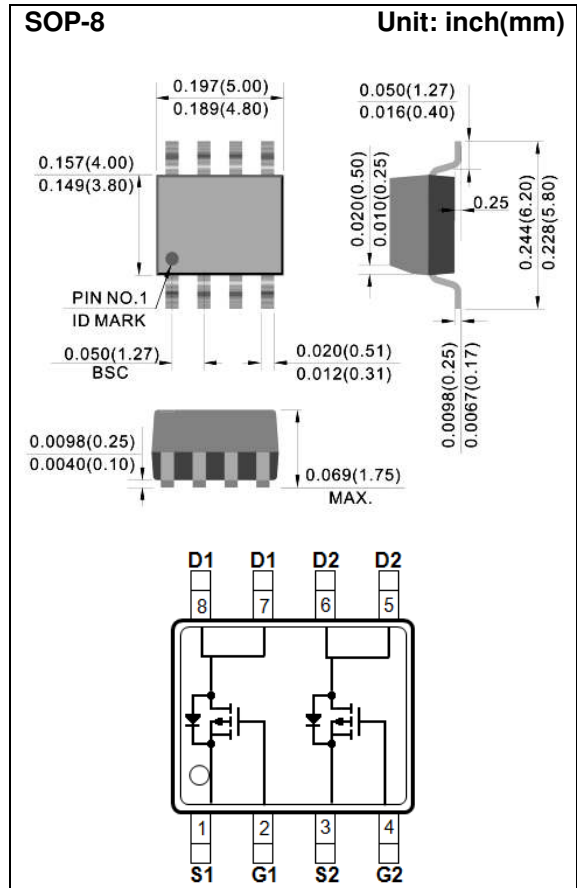 SOP-8 Unit: inch(mm)
0.197(5.00)
0.189(4.80)
0.050(1.27)
0.016(0.40)
0.157(4.00)
0.149(3.80)
0.020(0.50)
0.010(0.25)
0.25
0.244(6.20)
0.228(5.80)
PIN NO.1
ID MARK
0.050(1.27)
BSC
0.020(0.51)
0.012(0.31)
0.0098(0.25)
0.0067(0.17)
0.0098(0.25)
0.0040(0.10)
0.069(1.75)
MAX.
D1 D1 D2 D2
8 7 6 5
1 2 3 4
S1 G1 S2 G2